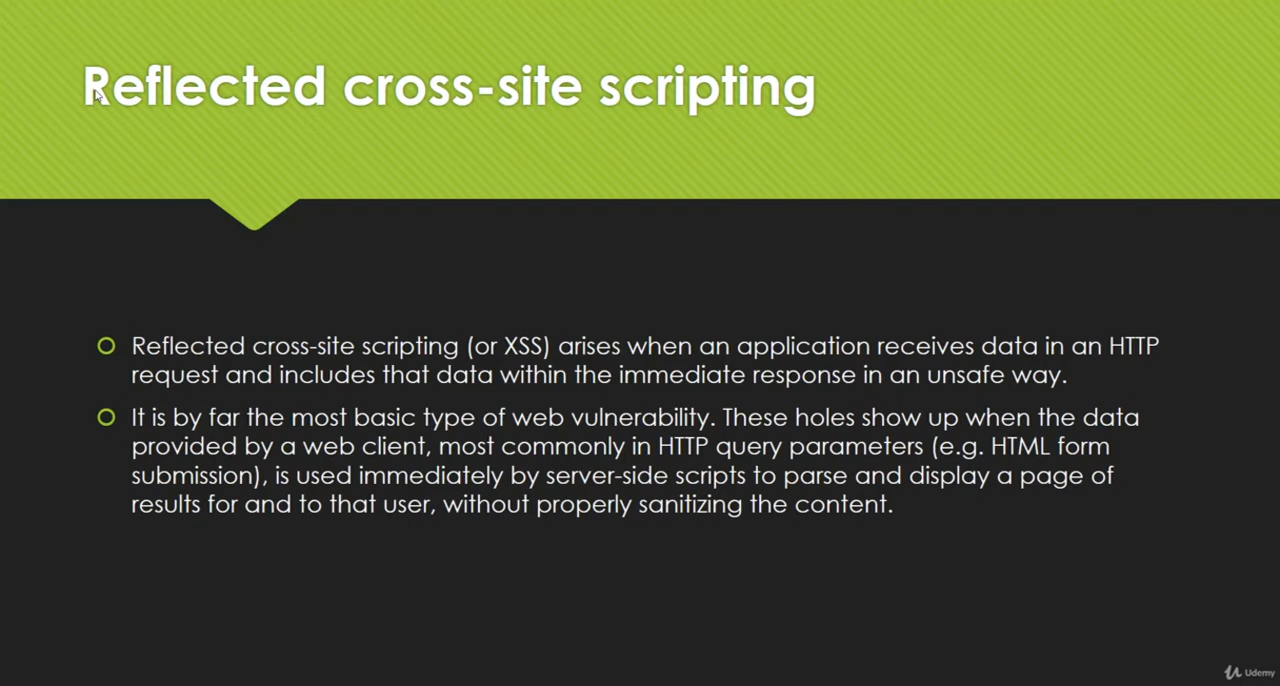 Reflected cross-site scripting
Reflected cross-site scripting (or XSS) arises when an application receives data in an HTTP
request and includes that data within the immediate response in an unsafe way.
It is by far the most basic type of web vulnerability. These holes show up when the data
provided by a web client, most commonly in HTTP query parameters (e.g. HTML form
submission), is used immediately by server-side scripts to parse and display a page of
results for and to that user, without properly sanitizing the content.
Udemy